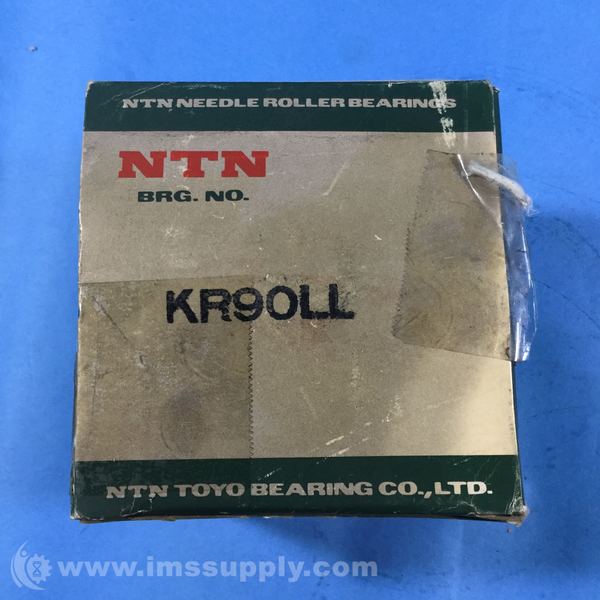 NTN NEEDLE ROLLER BEARINGS
NTN
BRG. NO.
KR90LL
NTN TOYO BEARING CO., LTD.
www.imssupply.com